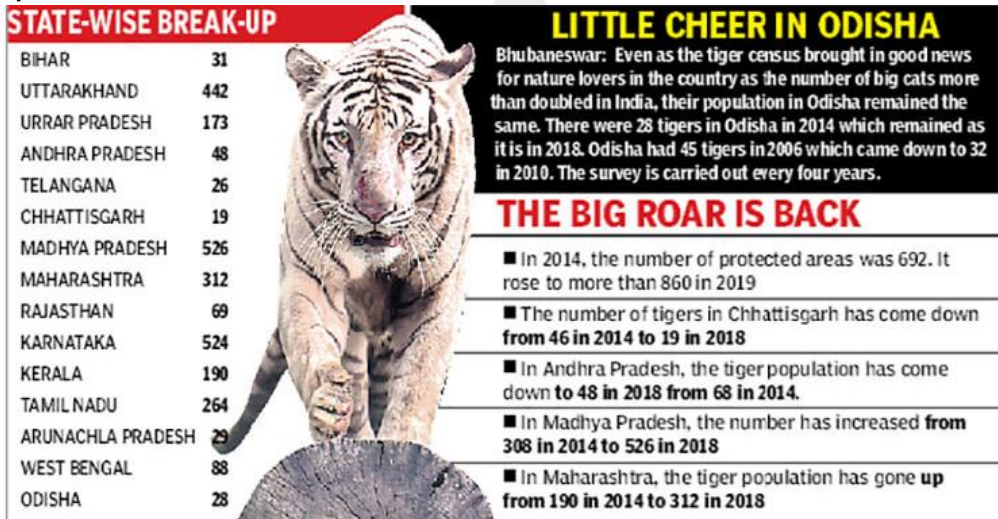 STATE-WISE BREAK-UP
BIHAR 31
UTTARAKHAND 442
URRAR PRADESH 173
ANDHRA PRADESH 48
TELANGANA 26
CHHATTISGARH 19
MADHYA PRADESH 526
MAHARASHTRA 312
RAJASTHAN 69
KARNATAKA 524
KERALA 190
TAMIL NADU 264
ARUNACHLA PRADESH 29
WEST BENGAL 88
ODISHA 28
LITTLE CHEER IN ODISHA
Bhubaneswar: Even as the tiger census brought in good news
for nature lovers in the country as the number of big cats more
than doubled in India, their population in Odisha remained the
same. There were 28 tigers in Odisha in 2014 which remained as
it is in 2018. Odisha had 45 tigers in 2006 which came down to 32
in 2010. The survey is carried out every four years.
THE BIG ROAR IS BACK
■ In 2014, the number of protected areas was 692. It
rose to more than 860 in 2019
■ The number of tigers in Chhattisgarh has come down
from 46 in 2014 to 19 in 2018
■ In Andhra Pradesh, the tiger population has come
down to 48 in 2018 from 68 in 2014.
■ In Madhya Pradesh, the number has increased from
308 in 2014 to 526 in 2018
■ In Maharashtra, the tiger population has gone up
from 190 in 2014 to 312 in 2018